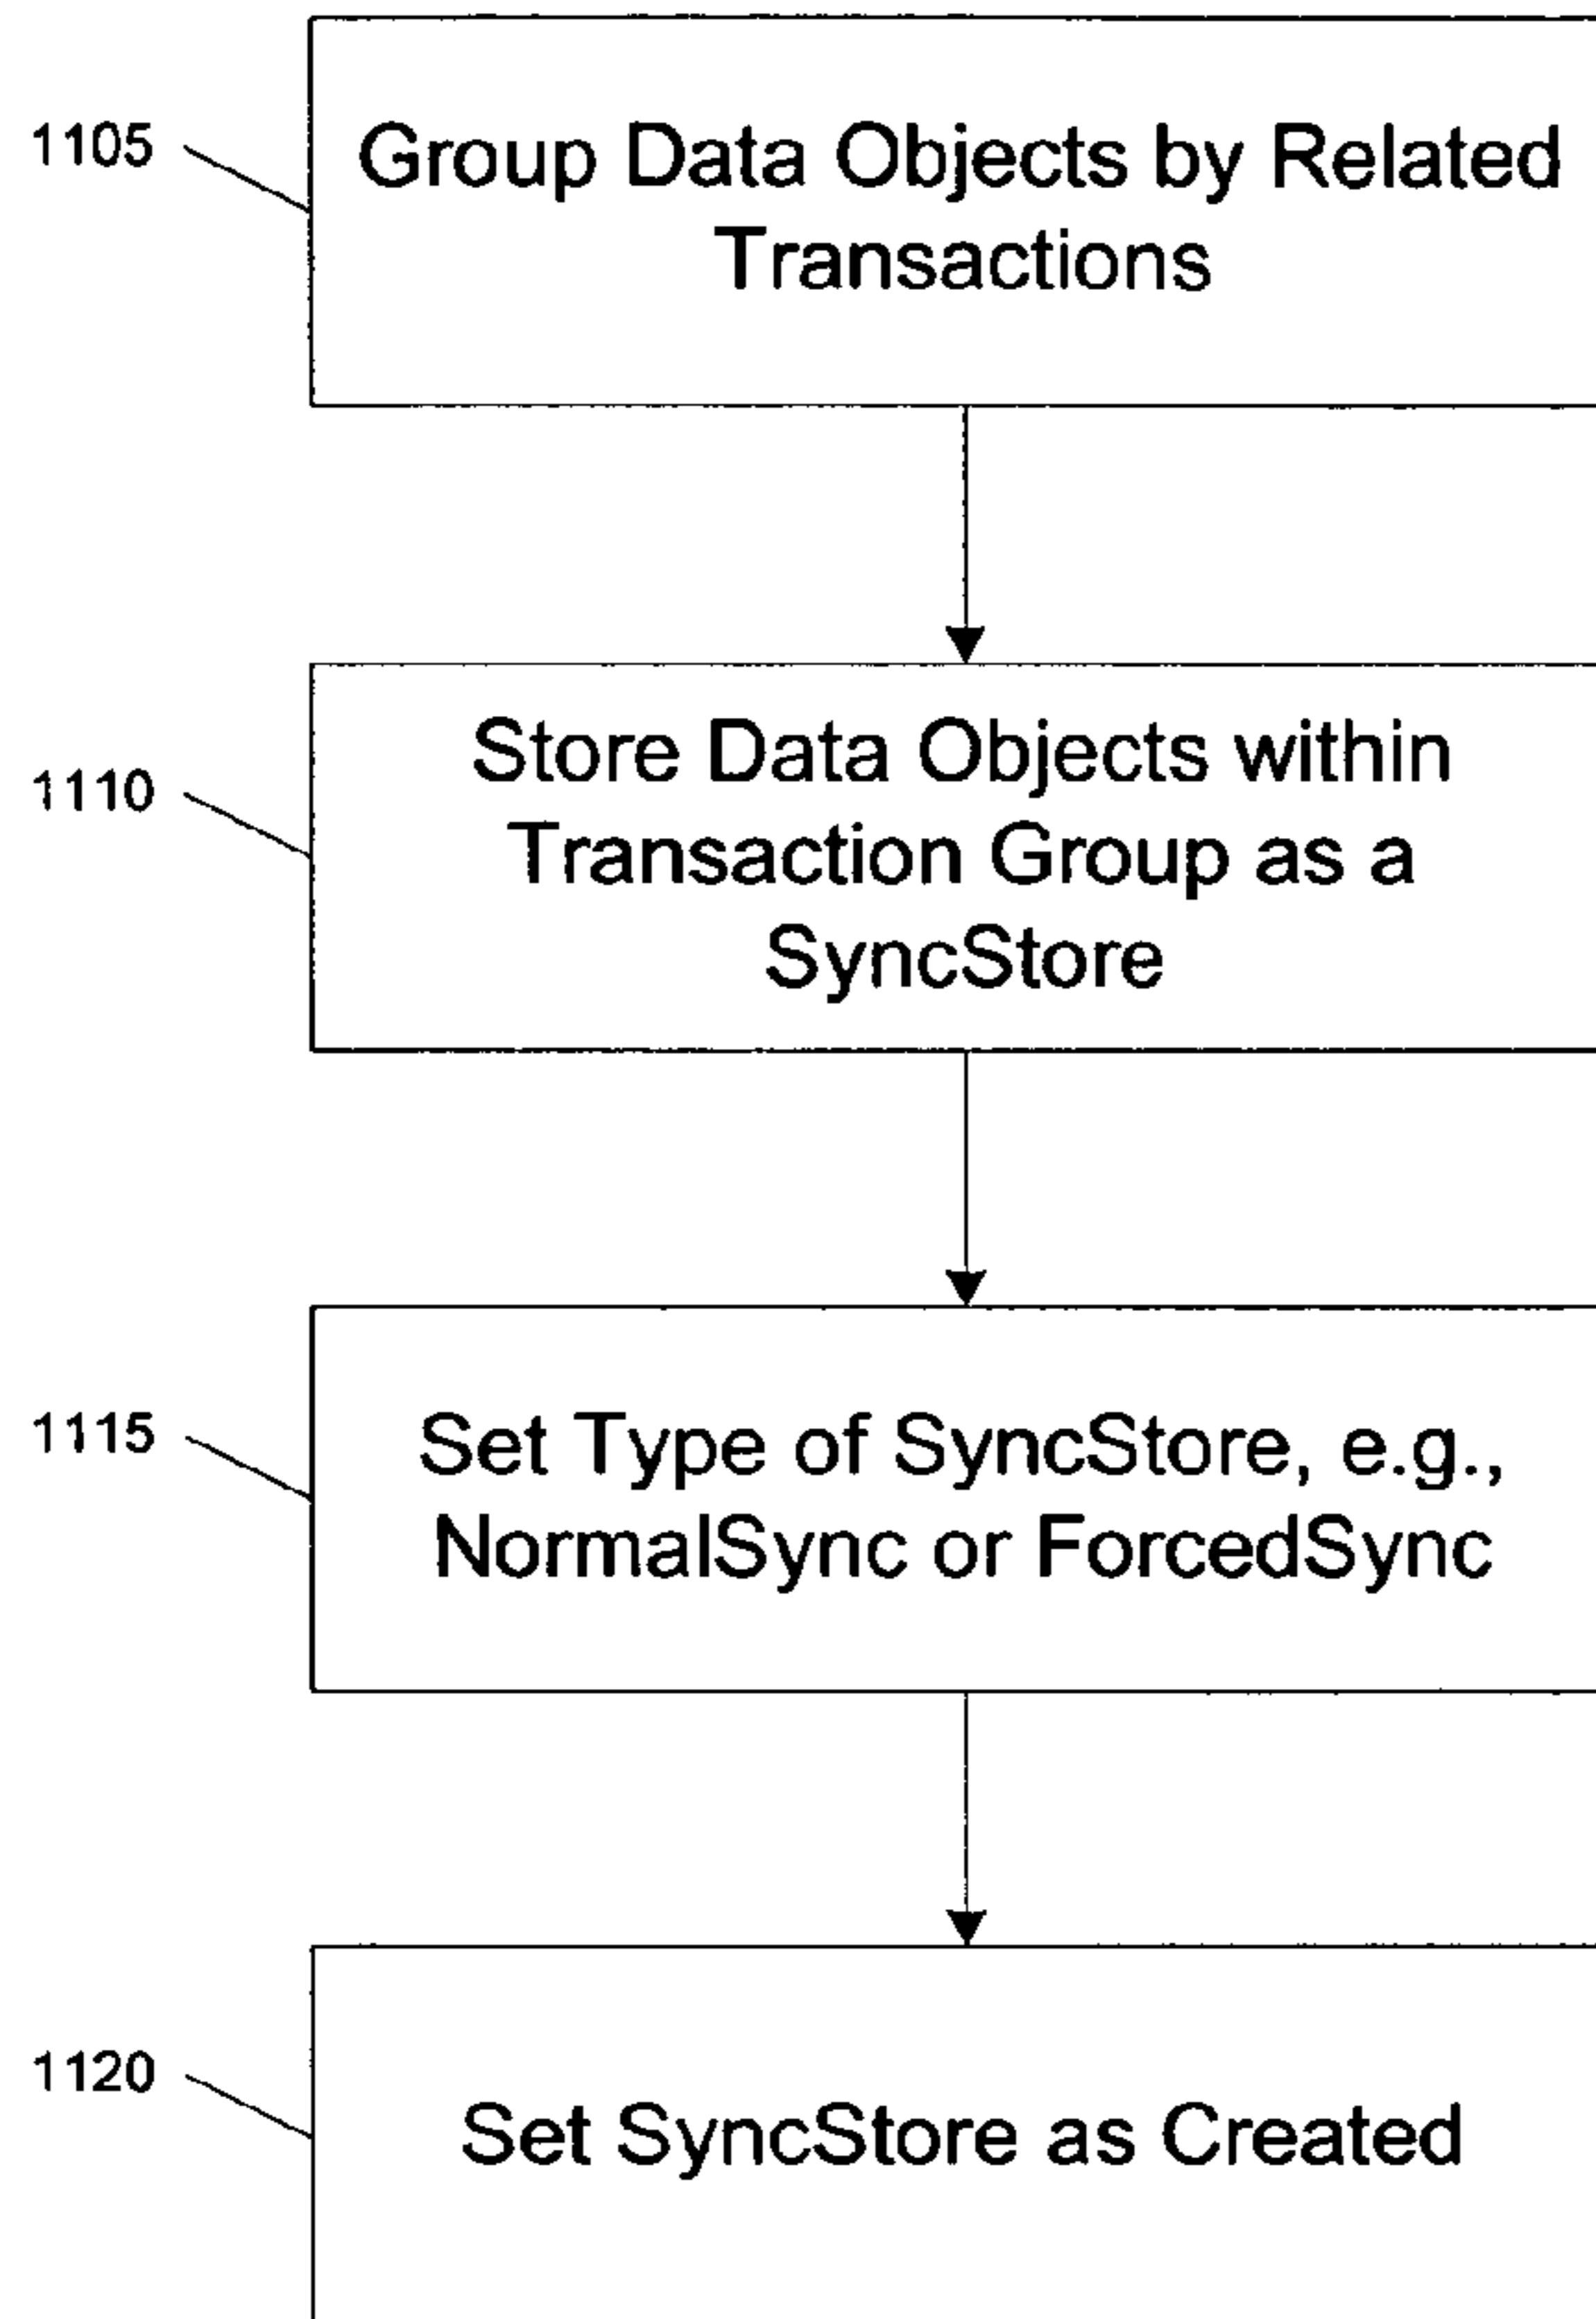 1105
Group Data Objects by Related
Transactions
1110
Store Data Objects within
Transaction Group as a
SyncStore
1115
Set Type of SyncStore, e.g.,
NormalSync or ForcedSync
1120
Set SyncStore as Created